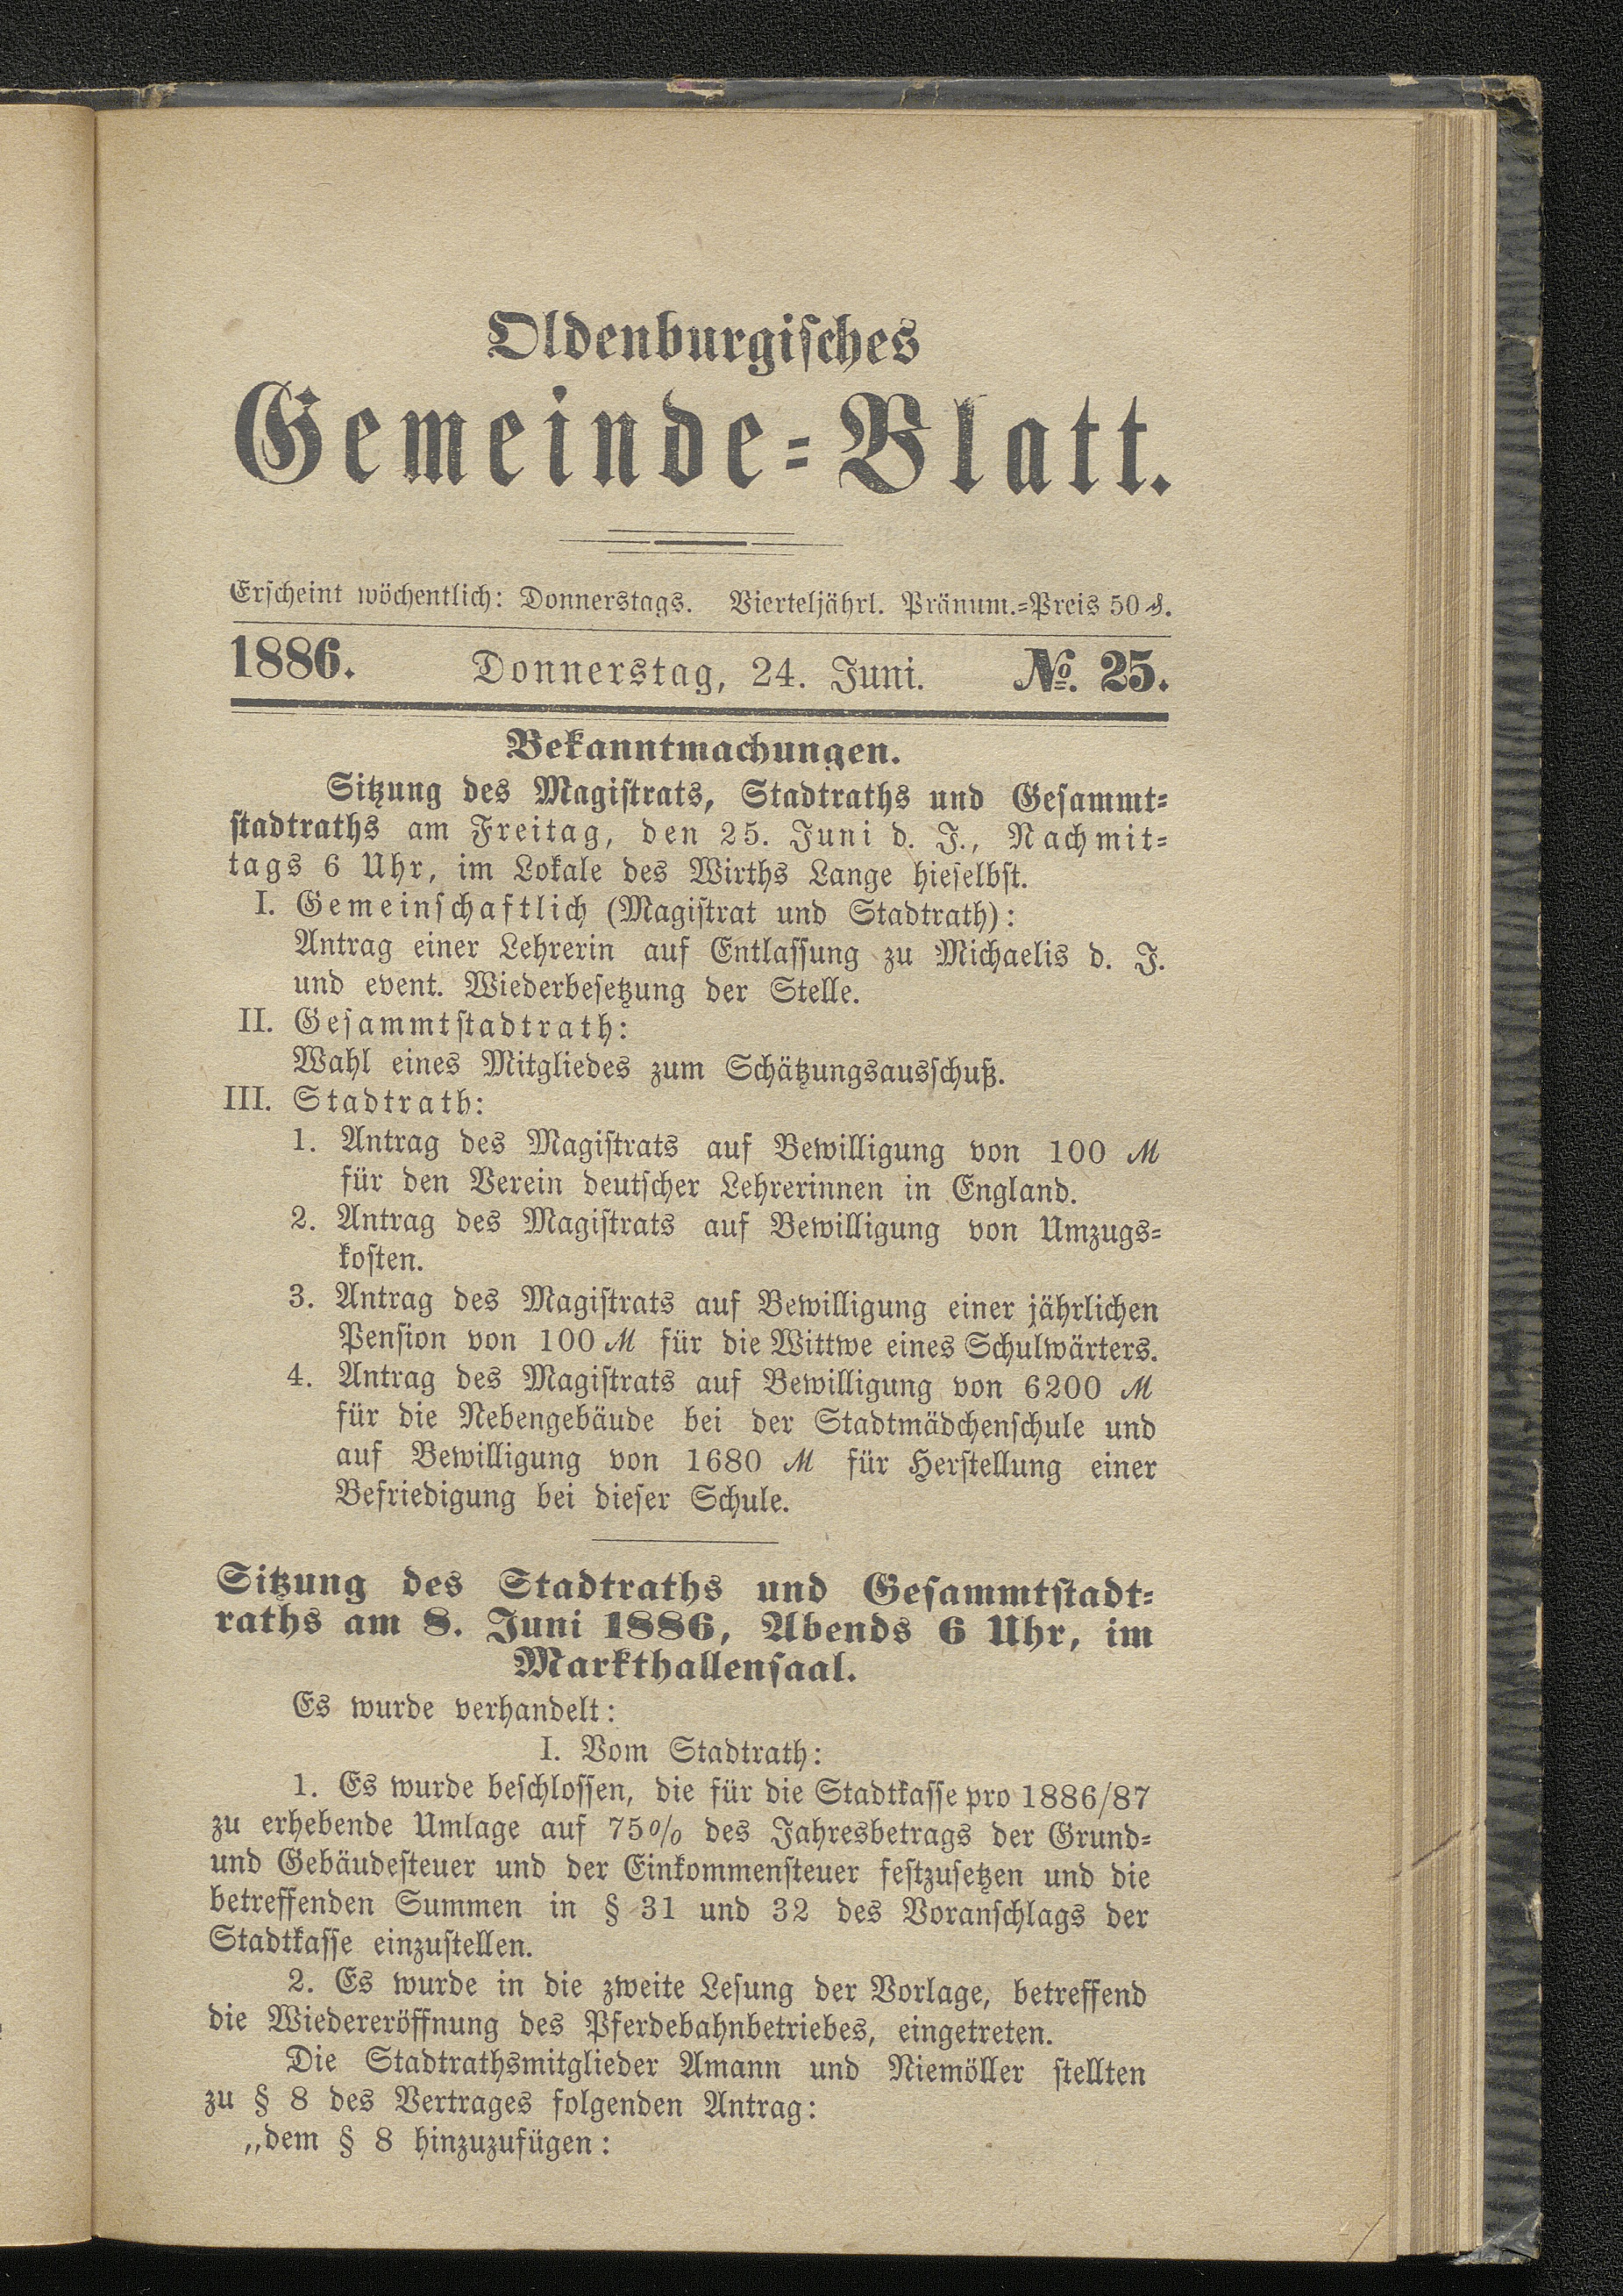 Oldenburgisches
Gemeinde-Blatt.
Erscheint wöchentlich: Donnerstags. Vierteljährl. Pränum.-Preis 50 ₰.
1886. Donnerstag, 24. Juni. №. 25.
Bekanntmachungen.
Sitzung des Magistrats, Stadtraths und Gesammt-
stadtraths am Freitag, den 25. Juni d. J., Nachmit-
tags 6 Uhr, im Lokale des Wirths Lange hieselbst.
I. Gemeinschaftlich (Magistrat und Stadtrath):
Antrag einer Lehrerin auf Entlassung zu Michaelis d. J.
und event. Wiederbesetzung der Stelle.
II. Gesammtstadtrath:
Wahl eines Mitgliedes zum Schätzungsausschuß.
III. Stadtrath:
1. Antrag des Magistrats auf Bewilligung von 100 ℳ
für den Verein deutscher Lehrerinnen in England.
2. Antrag des Magistrats auf Bewilligung von Umzugs-
kosten.
3. Antrag des Magistrats auf Bewilligung einer jährlichen
Pension von 100 ℳ für die Wittwe eines Schulwärters.
4. Antrag des Magistrats auf Bewilligung von 6200 ℳ
für die Nebengebäude bei der Stadtmädchenschule und
auf Bewilligung von 1680 ℳ für Herstellung einer
Befriedigung bei dieser Schule.
Sitzung des Stadtraths und Gesammtstadt-
raths am 8. Juni 1886, Abends 6 Uhr, im
Markthallensaal.
Es wurde verhandelt:
I. Vom Stadtrath:
1. Es wurde beschlossen, die für die Stadtkasse pro 1886/87
zu erhebende Umlage auf 75% des Jahresbetrags der Grund-
und Gebäudesteuer und der Einkommensteuer festzusetzen und die
betreffenden Summen in § 31 und 32 des Voranschlags der
Stadtkasse einzustellen.
2. Es wurde in die zweite Lesung der Vorlage, betreffend
die Wiedereröffnung des Pferdebahnbetriebes, eingetreten.
Die Stadtrathsmitglieder Amann und Niemöller stellten
zu § 8 des Vertrages folgenden Antrag:
„dem § 8 hinzuzufügen: